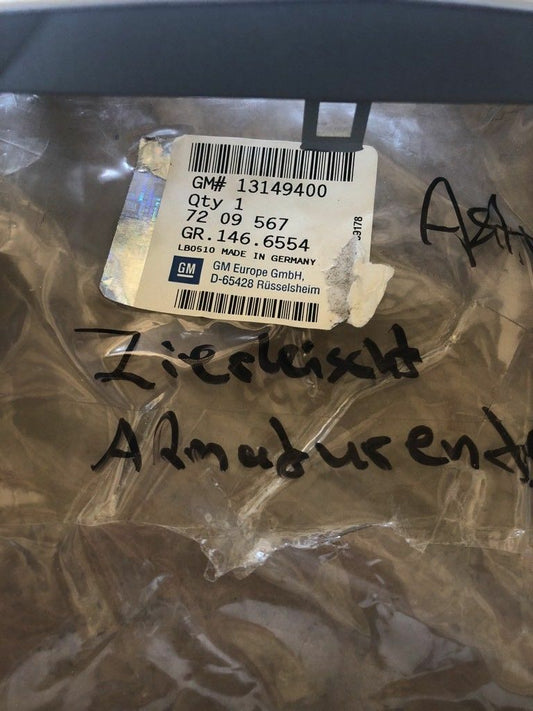 GM# 13149400
Qty 1
72 09 567
GR.146.6554
LB0510 MADE IN GERMANY
GM
GM Europe GmbH,
D-65428 Rüsselsheim
Zierleischt